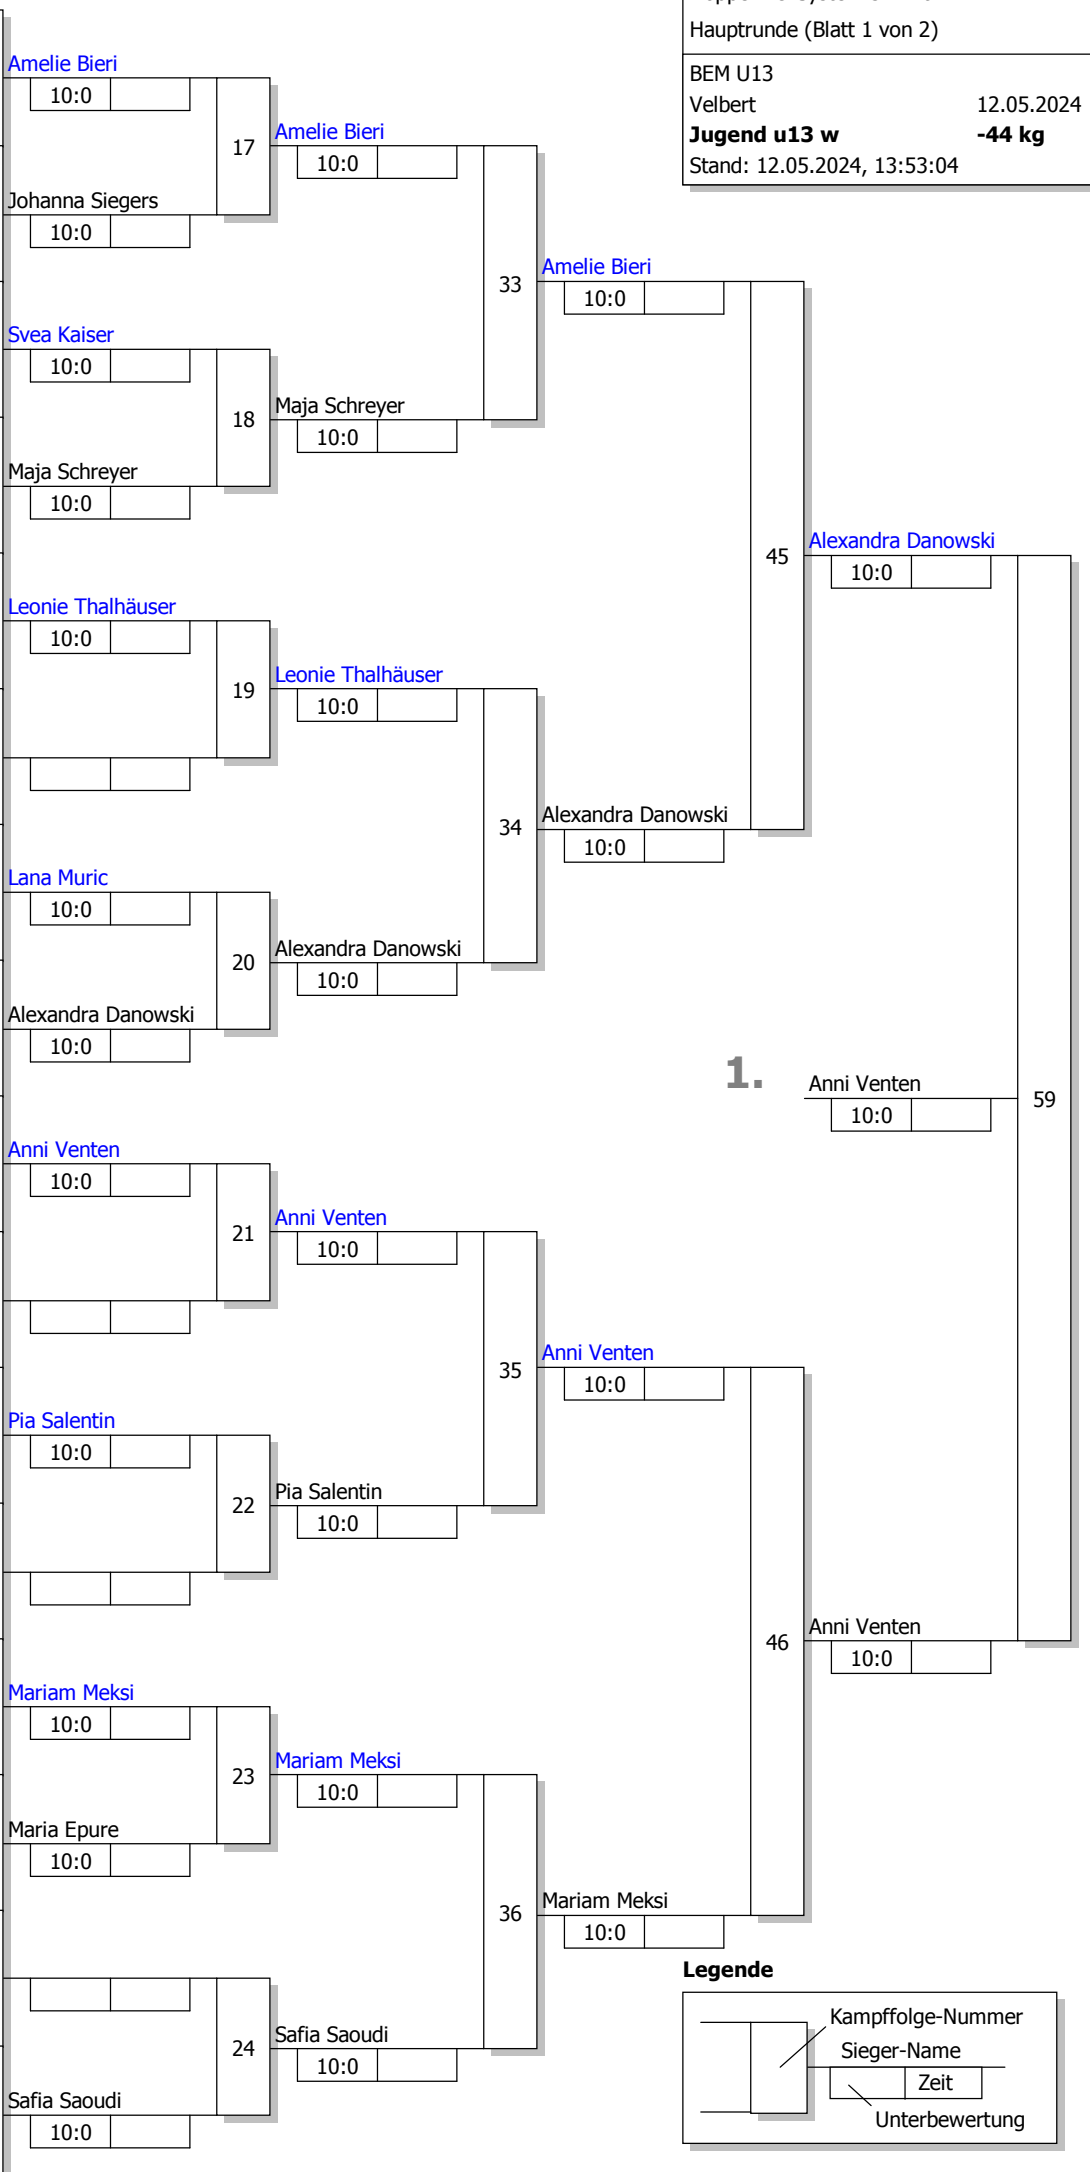 Hauptrunde (Blatt 1 von 2)
BEM U13
Velbert 12.05.2024
Jugend u13 w -44 kg
Stand: 12.05.2024, 13:53:04
Amelie Bieri
10:0
17
Amelie Bieri
10:0
Johanna Siegers
10:0
33
Amelie Bieri
10:0
Svea Kaiser
10:0
18
Maja Schreyer
10:0
Maja Schreyer
10:0
45
Alexandra Danowski
10:0
Leonie Thalhäuser
10:0
19
Leonie Thalhäuser
10:0
34
Alexandra Danowski
10:0
Lana Muric
10:0
20
Alexandra Danowski
10:0
Alexandra Danowski
10:0
1.
Anni Venten
10:0
59
Anni Venten
10:0
21
Anni Venten
10:0
35
Anni Venten
10:0
Pia Salentin
10:0
22
Pia Salentin
10:0
46
Anni Venten
10:0
Mariam Meksi
10:0
23
Mariam Meksi
10:0
Maria Epure
10:0
36
Mariam Meksi
10:0
24
Safia Saoudi
10:0
Safia Saoudi
10:0
Legende
Kampffolge-Nummer
Sieger-Name
Zeit
Unterbewertung